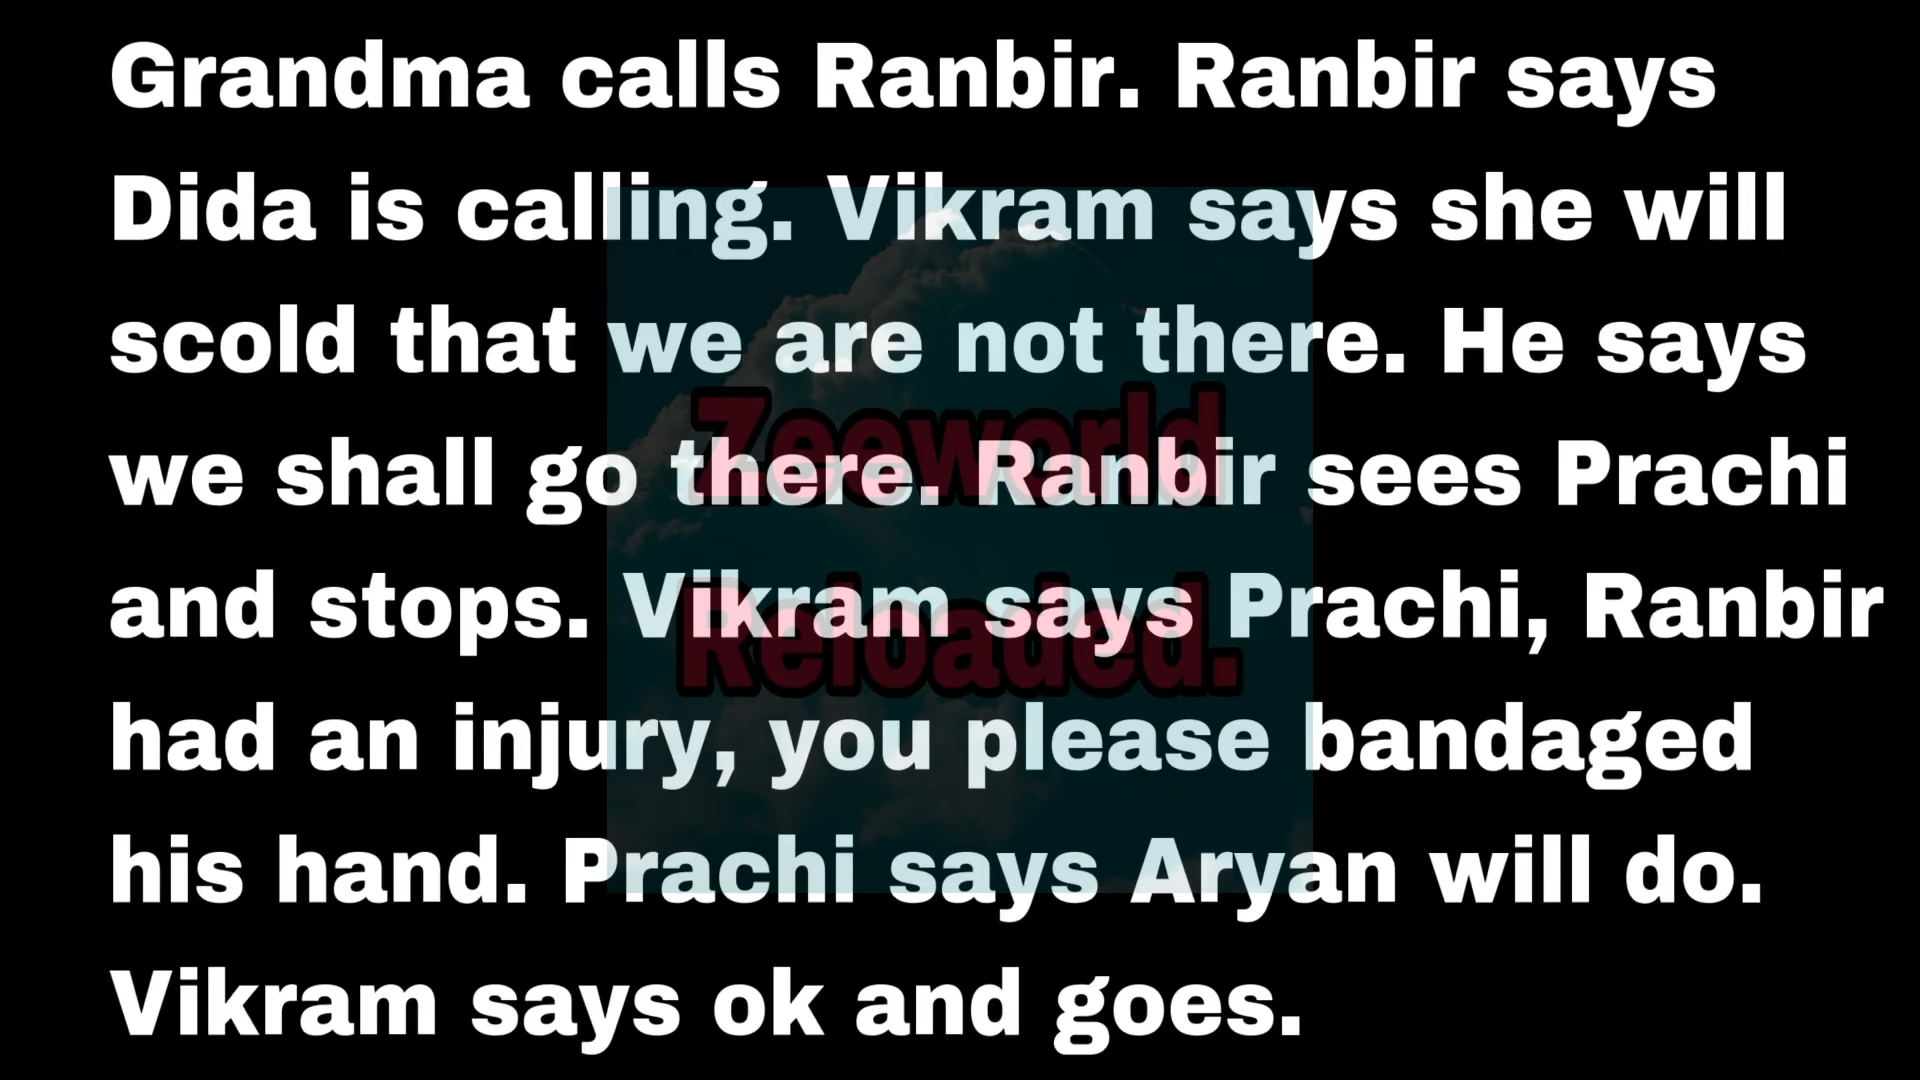 Grandma calls Ranbir. Ranbir says
Dida is calling. Vikram says she will
scold that we are not there. He says
we shall go there. Ranbir sees Prachi
and stops. Vikram says Prachi, Ranbir
had an injury, you please bandaged
his hand. Prachi says Aryan will do.
Vikram says ok and goes.
Zeeworld
Reloaded.